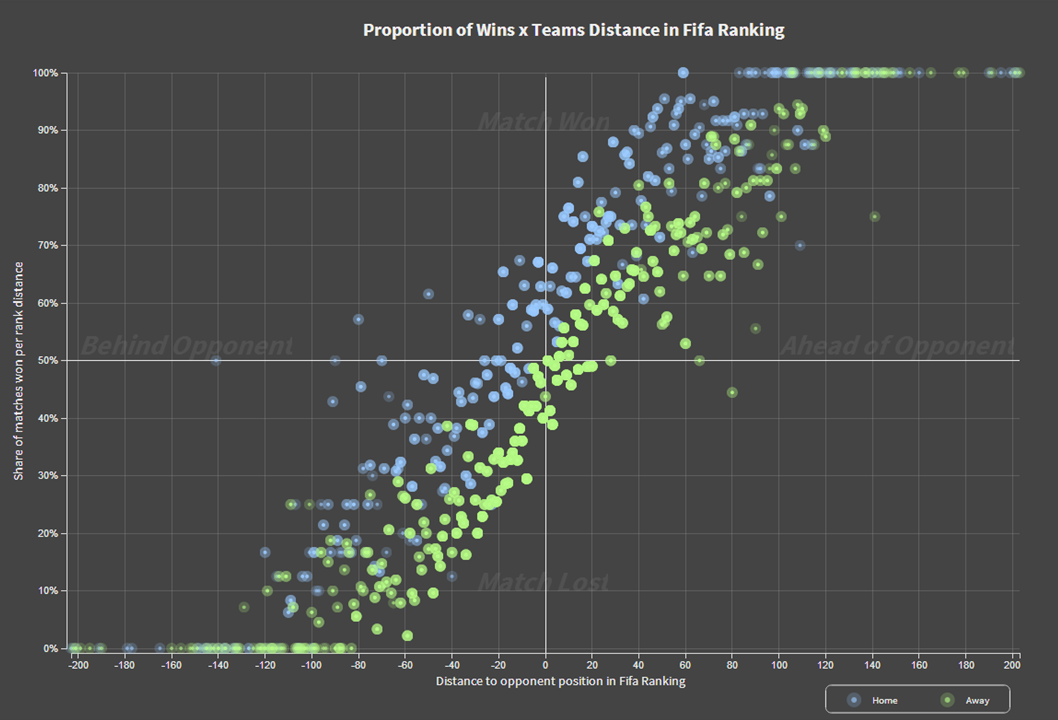 Proportion of Wins x Teams Distance in Fifa Ranking
100%
90%
80%
70%
60%
50%
40%
30%
20%
10%
0%
Share of matches won per rank distance
Match Won
Behind Opponent
Ahead of Opponent
Match Lost
-200 -180 -160 -140 -120 -100 -80 -60 -40 -20 0 20 40 60 80 100 120 140 160 180 200
Distance to opponent position in Fifa Ranking
Home Away